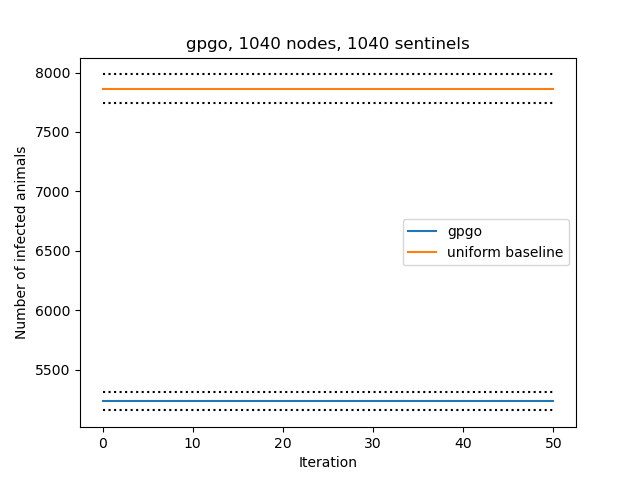 gpgo, 1040 nodes, 1040 sentinels
8000
7500
7000
6500
6000
5500
Number of infected animals
gpgo
uniform baseline
0 10 20 30 40 50
Iteration